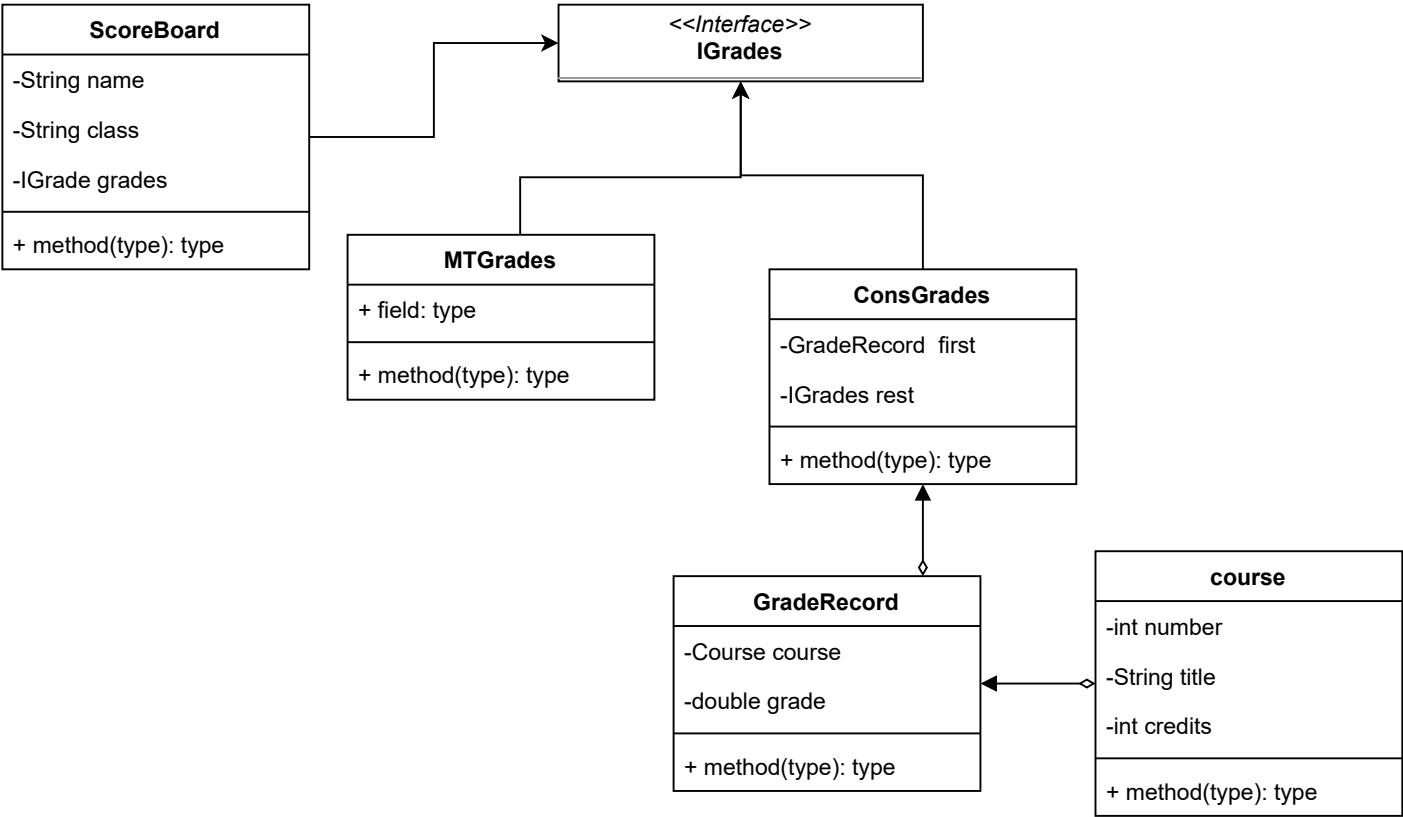 ScoreBoard
-String name
-String class
-IGrade grades
+ method(type): type
<<Interface>>
IGrades
MTGrades
+ field: type
+ method(type): type
ConsGrades
-GradeRecord  first
-IGrades rest
+ method(type): type
GradeRecord
-Course course
-double grade
+ method(type): type
course
-int number
-String title
-int credits
+ method(type): type